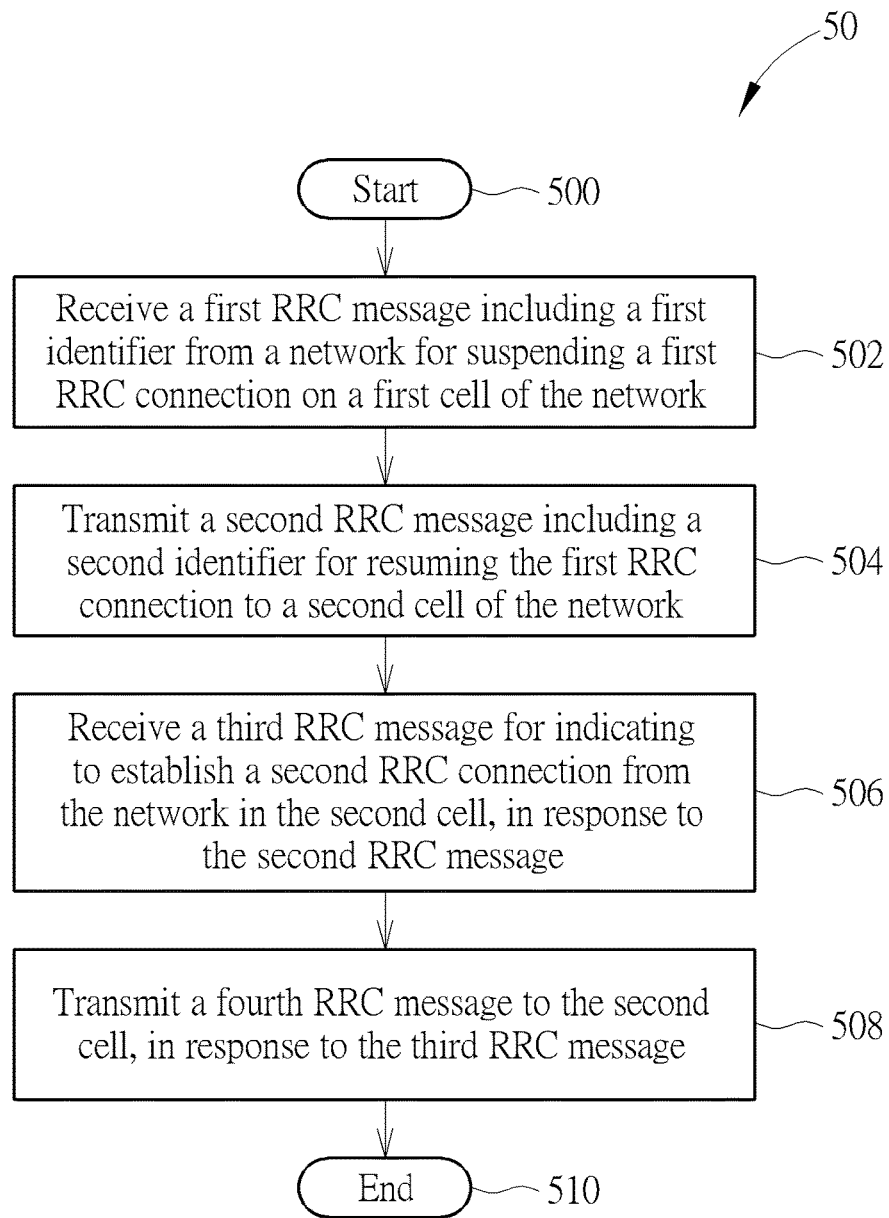 50
Start
500
Receive a first RRC message including a first
identifier from a network for suspending a first
RRC connection on a first cell of the network
502
Transmit a second RRC message including a
second identifier for resuming the first RRC
connection to a second cell of the network
504
Receive a third RRC message for indicating
to establish a second RRC connection from
the network in the second cell, in response to
the second RRC message
506
Transmit a fourth RRC message to the second
cell, in response to the third RRC message
508
End
510